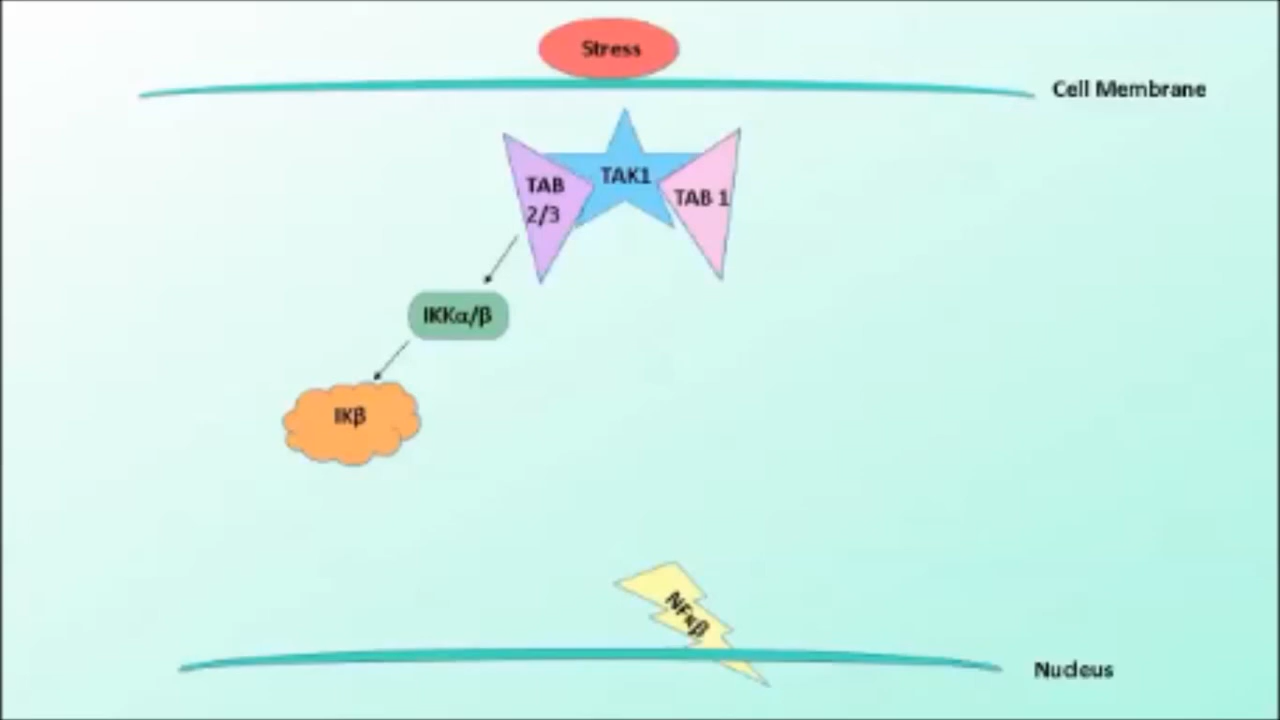 Stress
Cell Membrane
TAK1
TAB
2/3
TAB 1
IKKα/β
IKβ
NFκβ
Nucleus